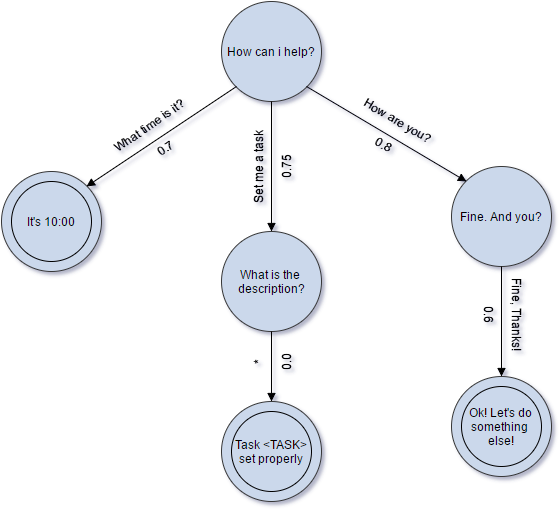 How can i help?
What time is it?
0.7
Set me a task
0.75
How are you?
0.8
It's 10:00
What is the
description?
Fine. And you?
*
0.0
Fine, Thanks!
0.6
Task <TASK>
set properly
Ok! Let's do
something
else!